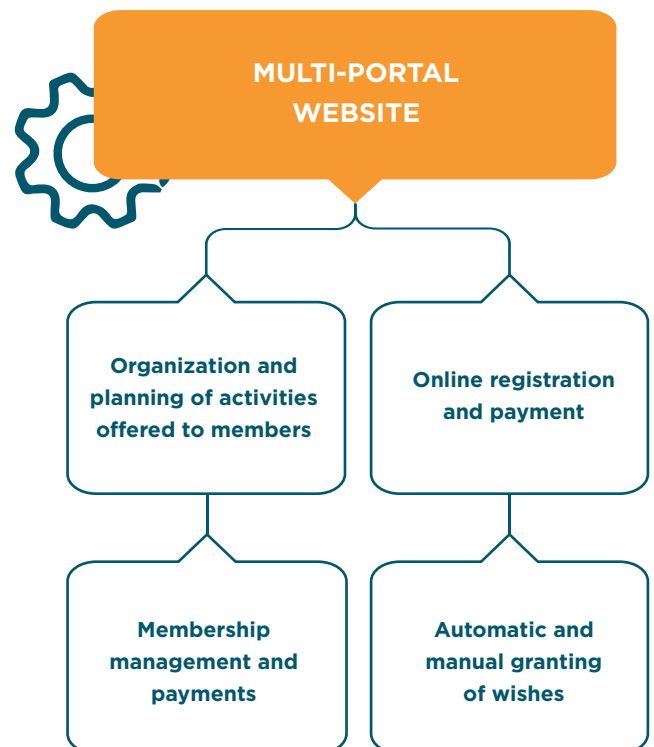 MULTI-PORTAL
WEBSITE
Organization and
planning of activities
offered to members
Online registration
and payment
Membership
management and
payments
Automatic and
manual granting
of wishes